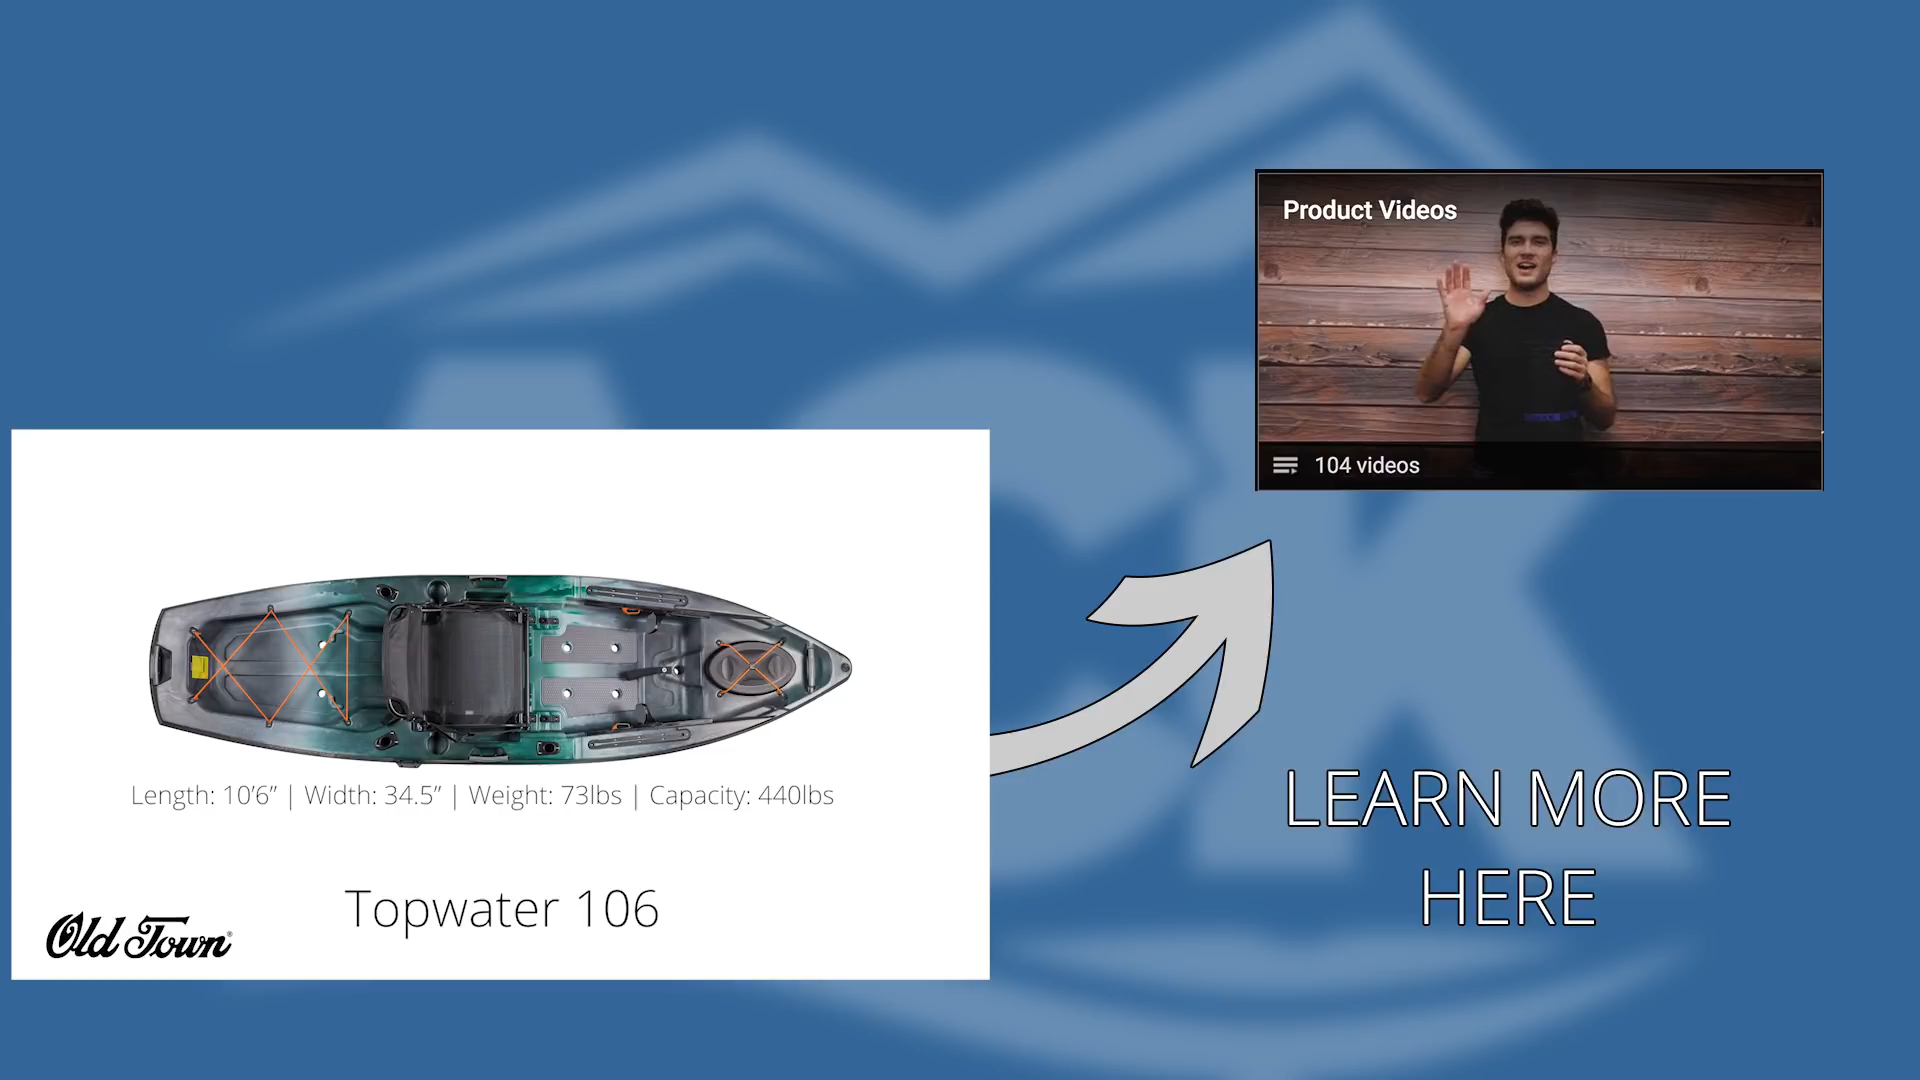 Product Videos
104 videos
Length: 10'6" | Width: 34.5" | Weight: 73lbs | Capacity: 440lbs
Topwater 106
Old Town®
LEARN MORE
HERE
ACK